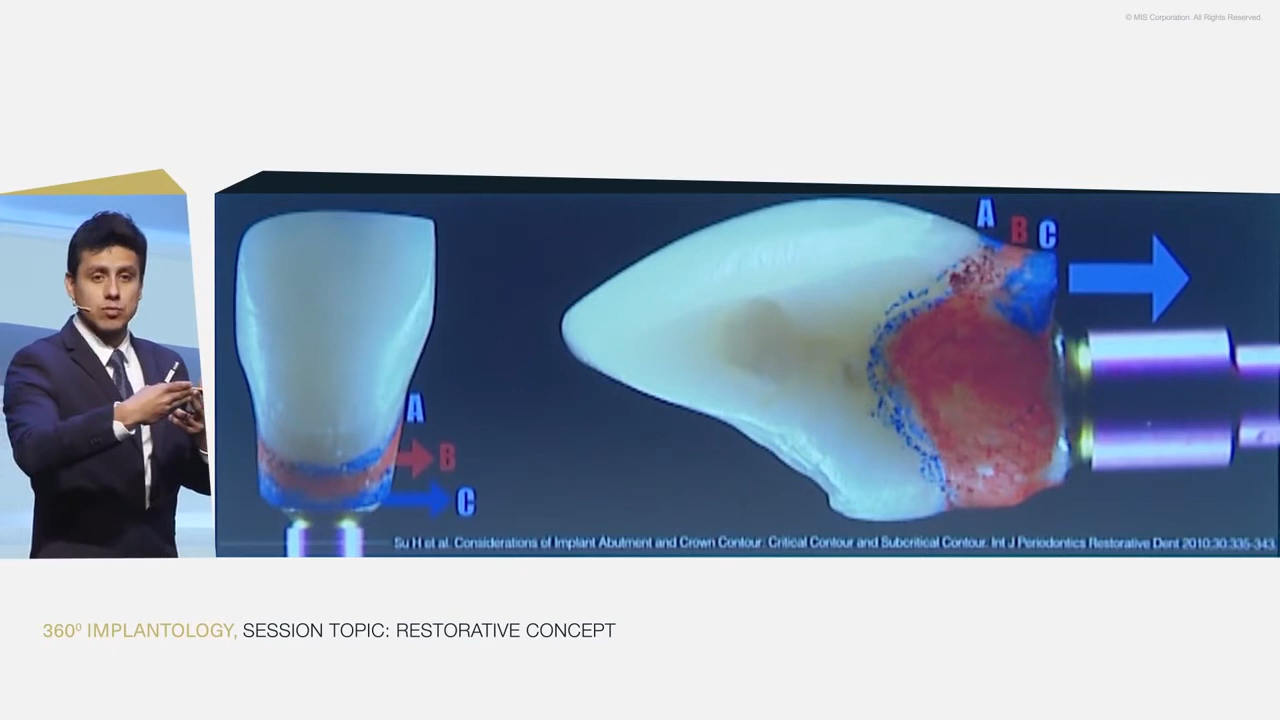 © MIS Corporation. All Rights Reserved.
A
B
C
A
B
C
Su H et al. Considerations of Implant Abutment and Crown Contour: Critical Contour and Subcritical Contour. Int J Periodontics Restorative Dent 2010;30:335-343.
360º IMPLANTOLOGY, SESSION TOPIC: RESTORATIVE CONCEPT